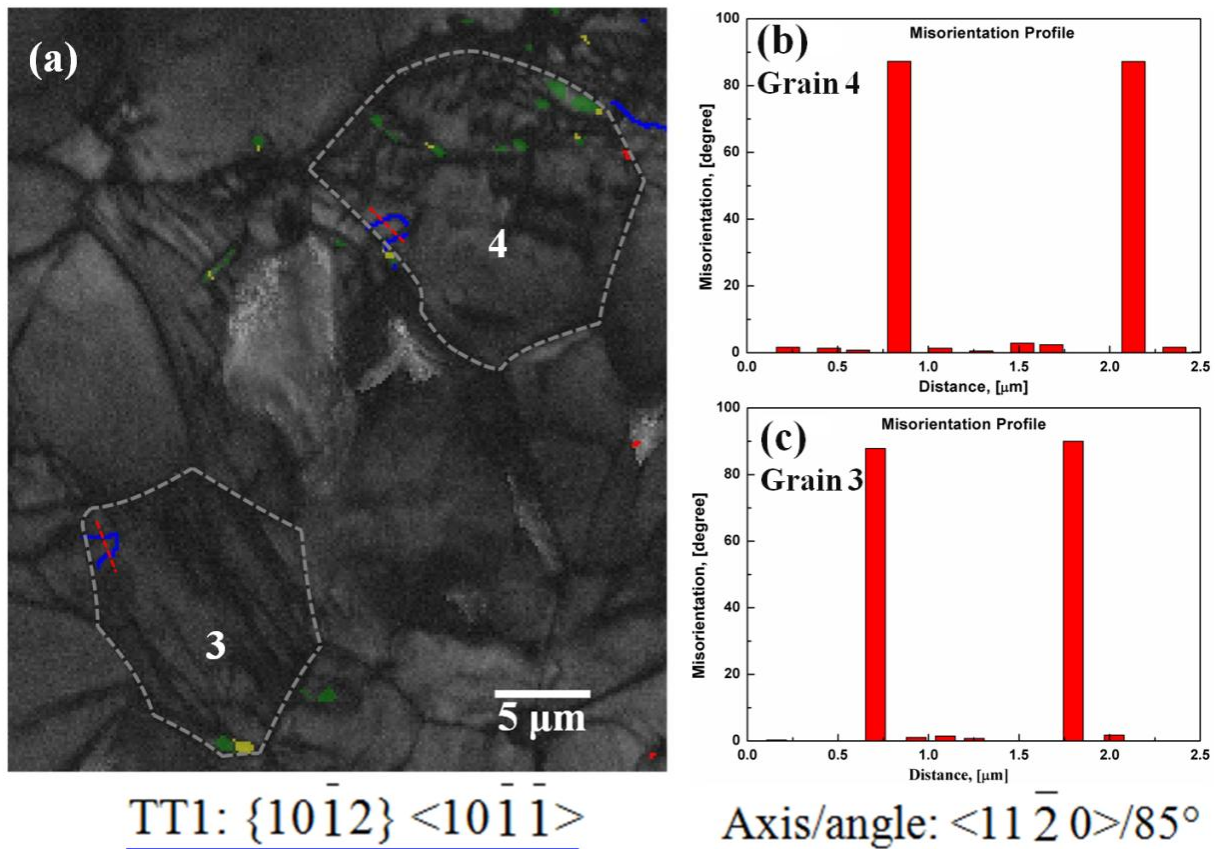 (a)
4
3
5 μm
(b)
Grain 4
Misorientation Profile
Misorientation, [degree]
100
80
60
40
20
0
0.0
0.5
1.0
1.5
2.0
2.5
Distance, [μm]
(c)
Grain 3
Misorientation Profile
Misorientation, [degree]
100
80
60
40
20
0
0.0
0.5
1.0
1.5
2.0
2.5
Distance, [μm]
TT1: {101̄2} <101̄1̄>
Axis/angle: <112̄0>/85°